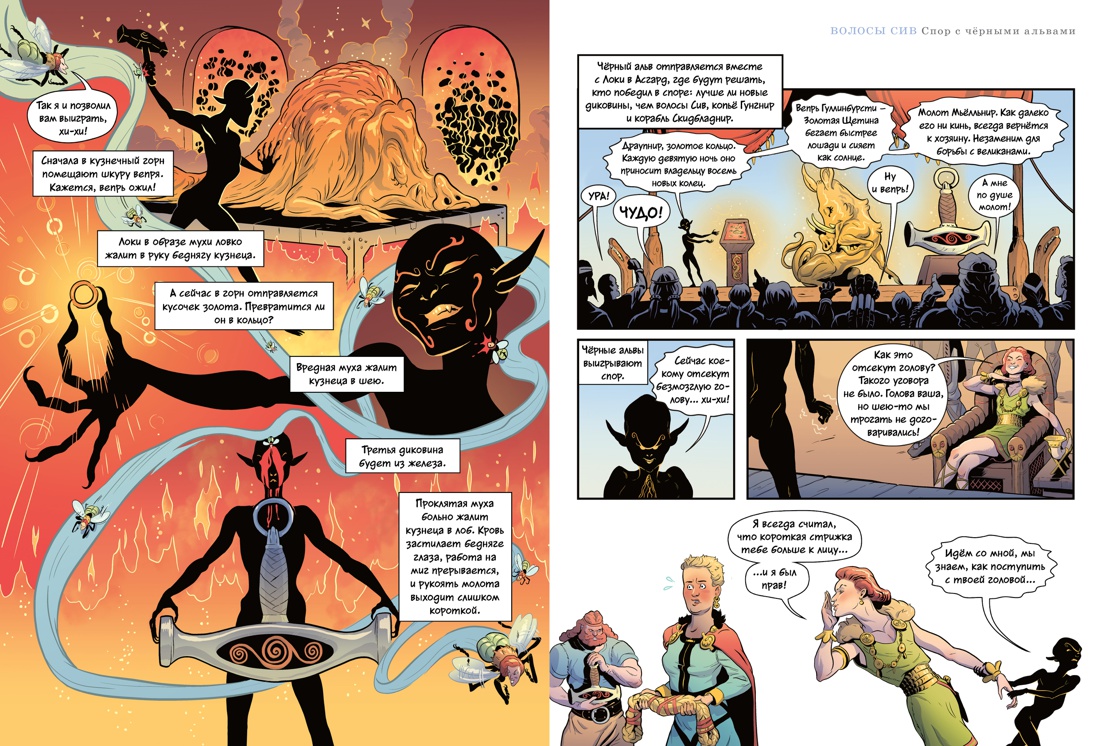 Так я и позволил
вам выиграть,
хи-хи!
Сначала в кузнечный горн
помещают шкуру вепря.
Кажется, вепрь ожил!
Локи в образе мухи ловко
жалит в руку беднягу кузнеца.
А сейчас в горн отправляется
кусочек золота. Превратится ли
он в кольцо?
Вредная муха жалит
кузнеца в шею.
Третья диковина
будет из железа.
Проклятая муха
больно жалит
кузнеца в лоб. Кровь
застилает бедняге
глаза, работа на
миг прерывается,
и рукоять молота
выходит слишком
короткой.
ВОЛОСЫ СИВ Спор с чёрными альвами
Чёрный альв отправляется вместе
с Локи в Асгард, где будут решать,
кто победил в споре: лучше ли новые
диковины, чем волосы Сив, копьё Гунгнир
и корабль Скидбладнир.
УРА!
ЧУДО!
Драупнир, золотое кольцо.
Каждую девятую ночь оно
приносит владельцу восемь
новых колец.
Вепрь Гуллинбурсти –
Золотая Щетина
бегает быстрее
лошади и сияет
как солнце.
Ну
и вепрь!
Молот Мьёлльнир. Как далеко
его ни кинь, всегда вернётся
к хозяину. Незаменим для
борьбы с великанами.
А мне
по душе
молот!
Чёрные альвы
выигрывают
спор.
Сейчас кое-
кому отсекут
безмозглую го-
лову... хи-хи!
Как это
отсекут голову?
Такого уговора
не было. Голова ваша,
но шею-то мы
трогать не дого-
варивались!
Я всегда считал,
что короткая стрижка
тебе больше к лицу...
...и я был
прав!
Идём со мной, мы
знаем, как поступить
с твоей головой...